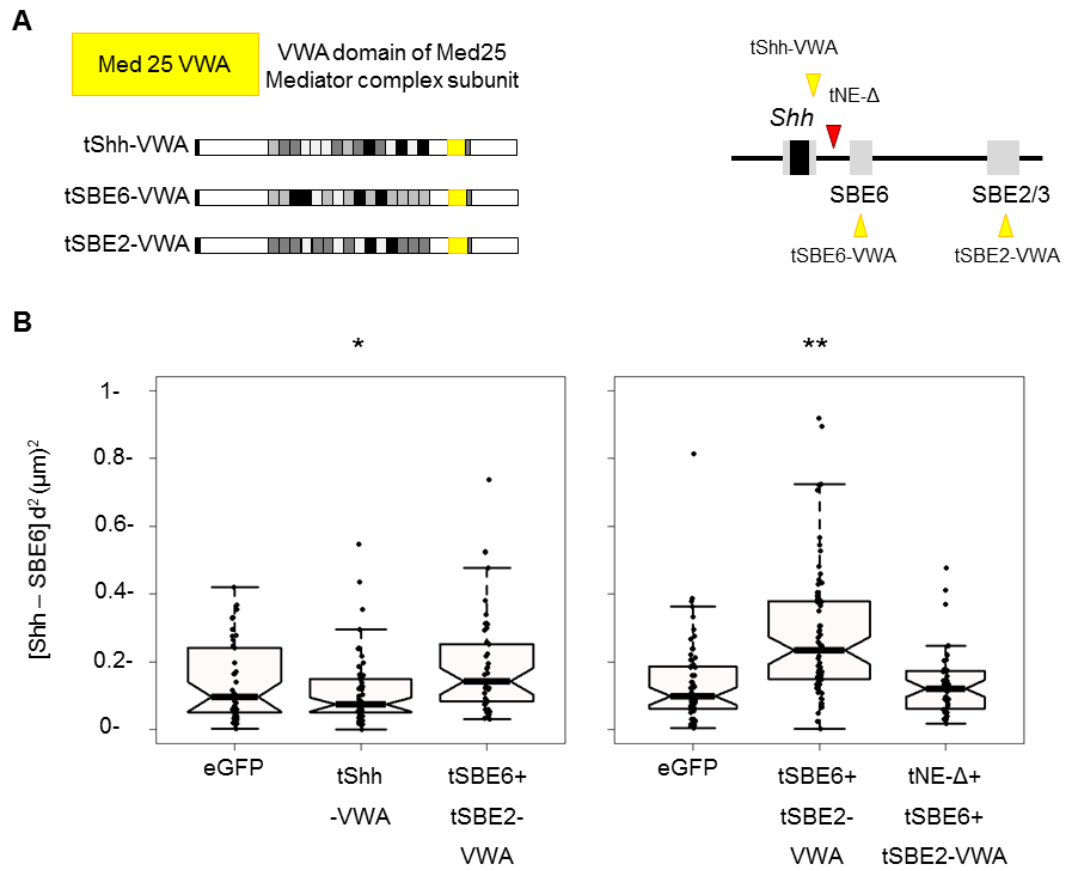 A
Med 25 VWA
VWA domain of Med25
Mediator complex subunit
tShh-VWA
tSBE6-VWA
tSBE2-VWA
tShh-VWA
tNE-Δ
Shh
SBE6
SBE2/3
tSBE6-VWA
tSBE2-VWA
B
*
**
[Shh – SBE6] d² (µm)²
1-
0.8-
0.6-
0.4-
0.2-
0-
eGFP
tShh
-VWA
tSBE6+
tSBE2-
VWA
eGFP
tSBE6+
tSBE2-
VWA
tNE-Δ+
tSBE6+
tSBE2-VWA